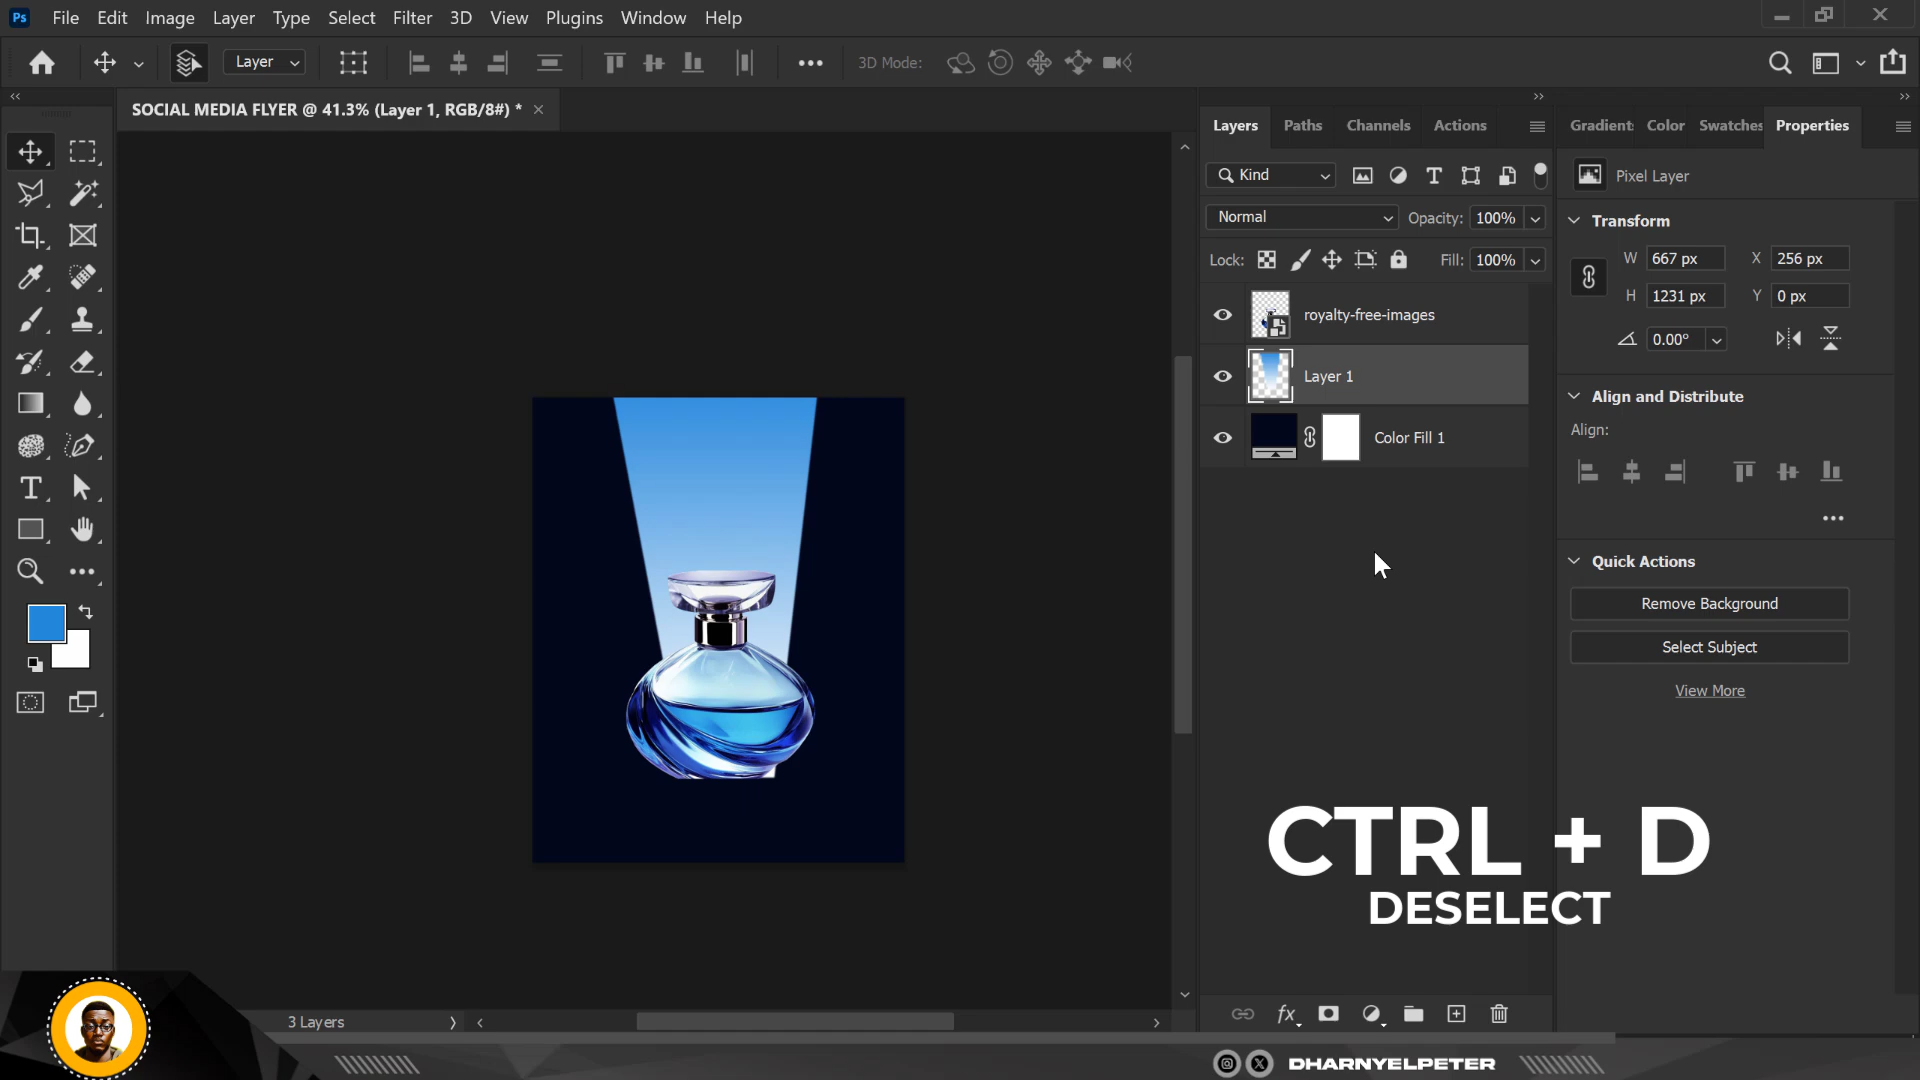 Ps File Edit Image Layer Type Select Filter 3D View Plugins Window Help
Layer 3D Mode:
SOCIAL MEDIA FLYER @ 41.3% (Layer 1, RGB/8#) *
Layers Paths Channels Actions
Gradient Color Swatches Properties
Kind
Pixel Layer
Normal Opacity: 100%
Transform
Lock: Fill: 100%
W 667 px X 256 px
H 1231 px Y 0 px
0.00°
royalty-free-images
Layer 1
Color Fill 1
Align and Distribute
Align:
Quick Actions
Remove Background
Select Subject
View More
CTRL + D
DESELECT
3 Layers
fx
DHARNYELPETER